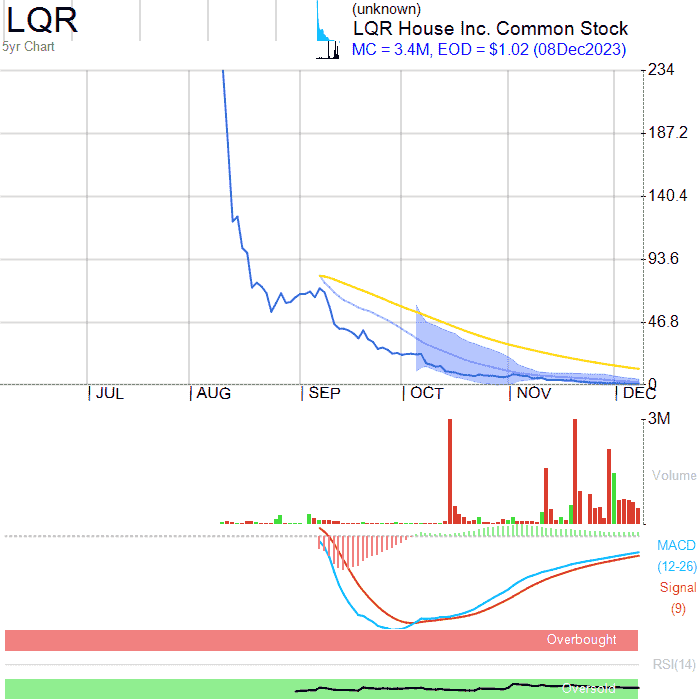 LQR
5yr Chart
(unknown)
LQR House Inc. Common Stock
MC = 3.4M, EOD = $1.02 (08Dec2023)
234
187.2
140.4
93.6
46.8
0
JUL
AUG
SEP
OCT
NOV
DEC
3M
Volume
MACD
(12-26)
Signal
(9)
Overbought
RSI(14)
Oversold